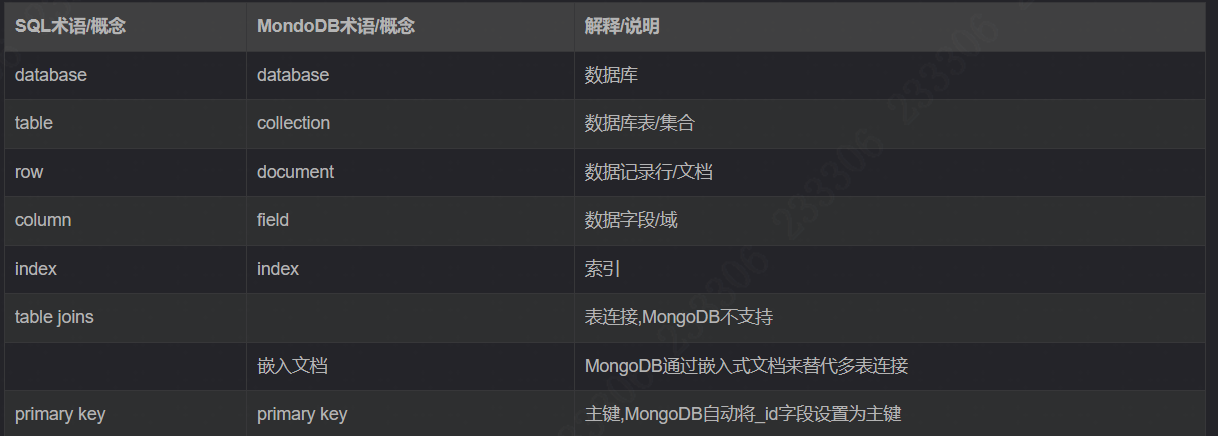 SQL术语/概念 MondoDB术语/概念 解释/说明
database database 数据库
table collection 数据库表/集合
row document 数据记录行/文档
column field 数据字段/域
index index 索引
table joins 表连接,MongoDB不支持
嵌入文档 MongoDB通过嵌入式文档来替代多表连接
primary key primary key 主键,MongoDB自动将_id字段设置为主键
233306
233306
233306